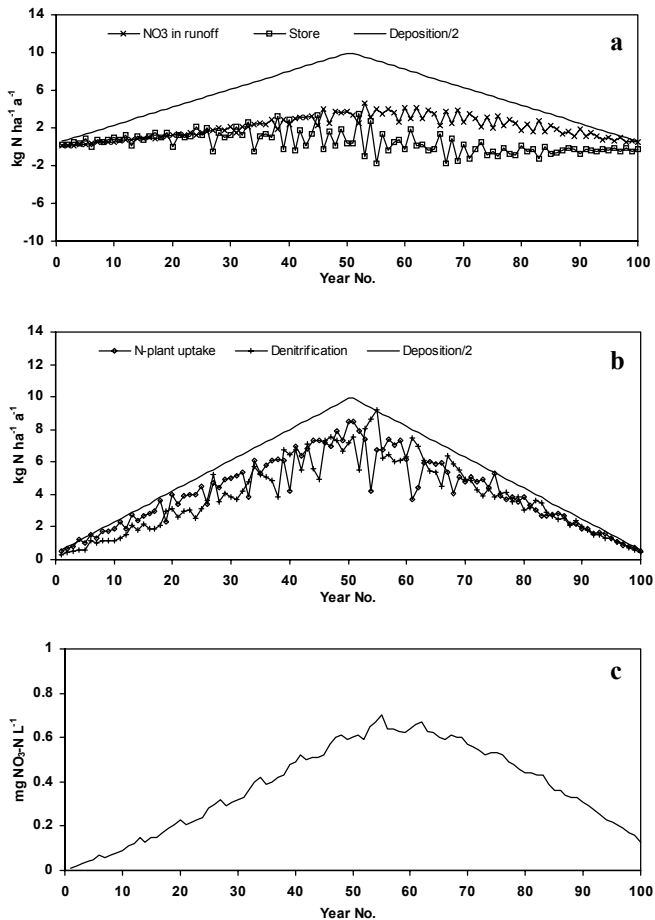 14
NO3 in runoff Store Deposition/2
a
10
6
2
-2
-6
-10
kg N ha-1 a-1
0 10 20 30 40 50 60 70 80 90 100
Year No.
14
N-plant uptake Denitrification Deposition/2
b
12
10
8
6
4
2
0
kg N ha-1 a-1
0 10 20 30 40 50 60 70 80 90 100
Year No.
1
c
0.8
0.6
0.4
0.2
0
mg NO3-N L-1
0 10 20 30 40 50 60 70 80 90 100
Year No.